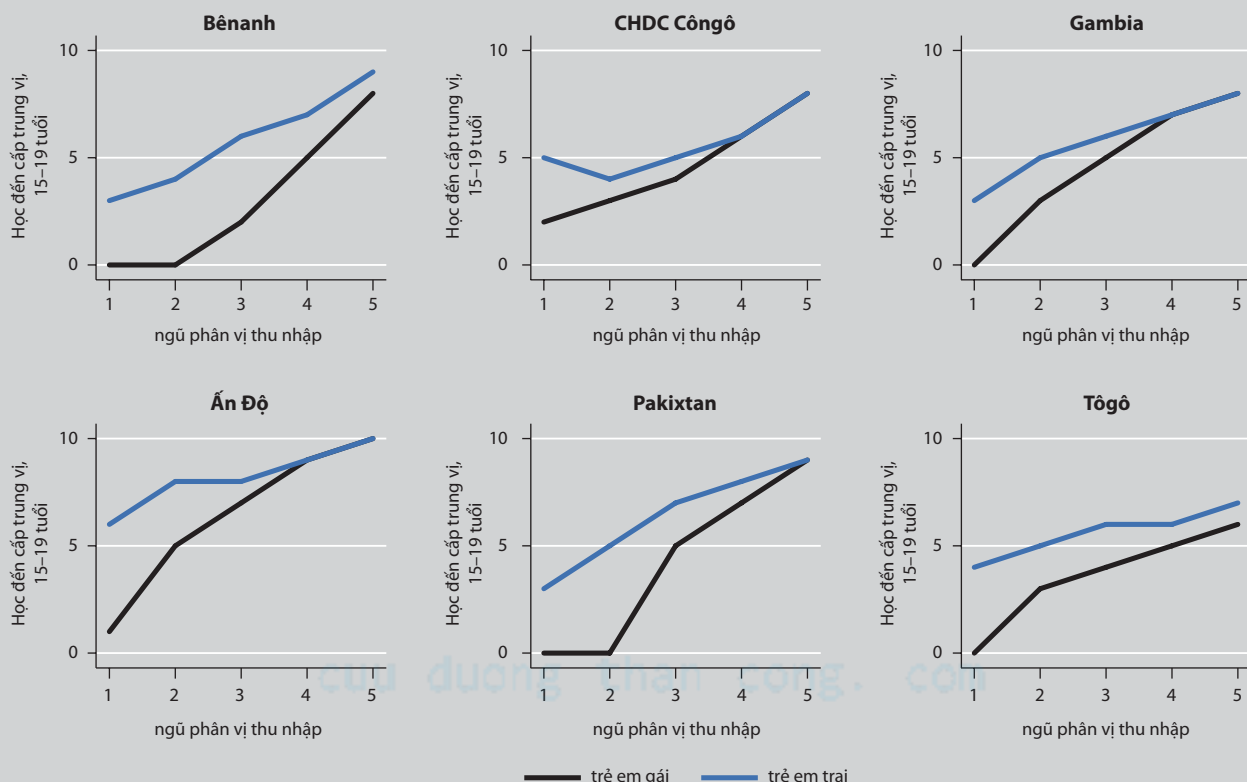 Bênanh
10
5
0
Học đến cấp trung vị,
15–19 tuổi
1 2 3 4 5
ngũ phân vị thu nhập
CHDC Côngô
10
5
0
Học đến cấp trung vị,
15–19 tuổi
1 2 3 4 5
ngũ phân vị thu nhập
Gambia
10
5
0
Học đến cấp trung vị,
15–19 tuổi
1 2 3 4 5
ngũ phân vị thu nhập
Ấn Độ
10
5
0
Học đến cấp trung vị,
15–19 tuổi
1 2 3 4 5
ngũ phân vị thu nhập
Pakixtan
10
5
0
Học đến cấp trung vị,
15–19 tuổi
1 2 3 4 5
ngũ phân vị thu nhập
Tôgô
10
5
0
Học đến cấp trung vị,
15–19 tuổi
1 2 3 4 5
ngũ phân vị thu nhập
cuu duong than cong. com
trẻ em gái trẻ em trai